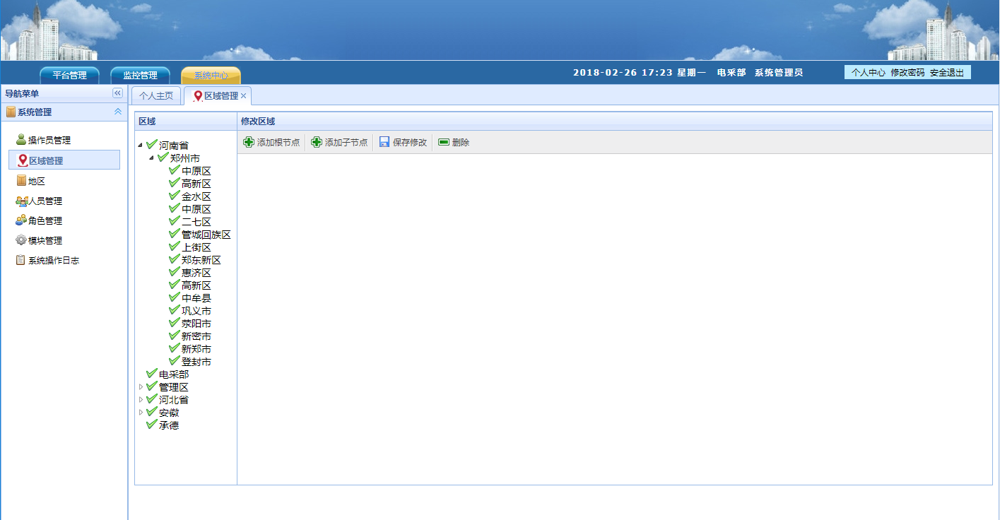 平台管理 监控管理 系统中心 2018-02-26 17:23 星期一 电采部 系统管理员 个人中心 修改密码 安全退出
导航菜单
系统管理
操作员管理
区域管理
地区
人员管理
角色管理
模块管理
系统操作日志
个人主页 区域管理
区域
河南省
郑州市
中原区
高新区
金水区
中原区
二七区
管城回族区
上街区
郑东新区
惠济区
高新区
中牟县
巩义市
荥阳市
新密市
新郑市
登封市
电采部
管理区
河北省
安徽
承德
修改区域
添加根节点 添加子节点 保存修改 删除